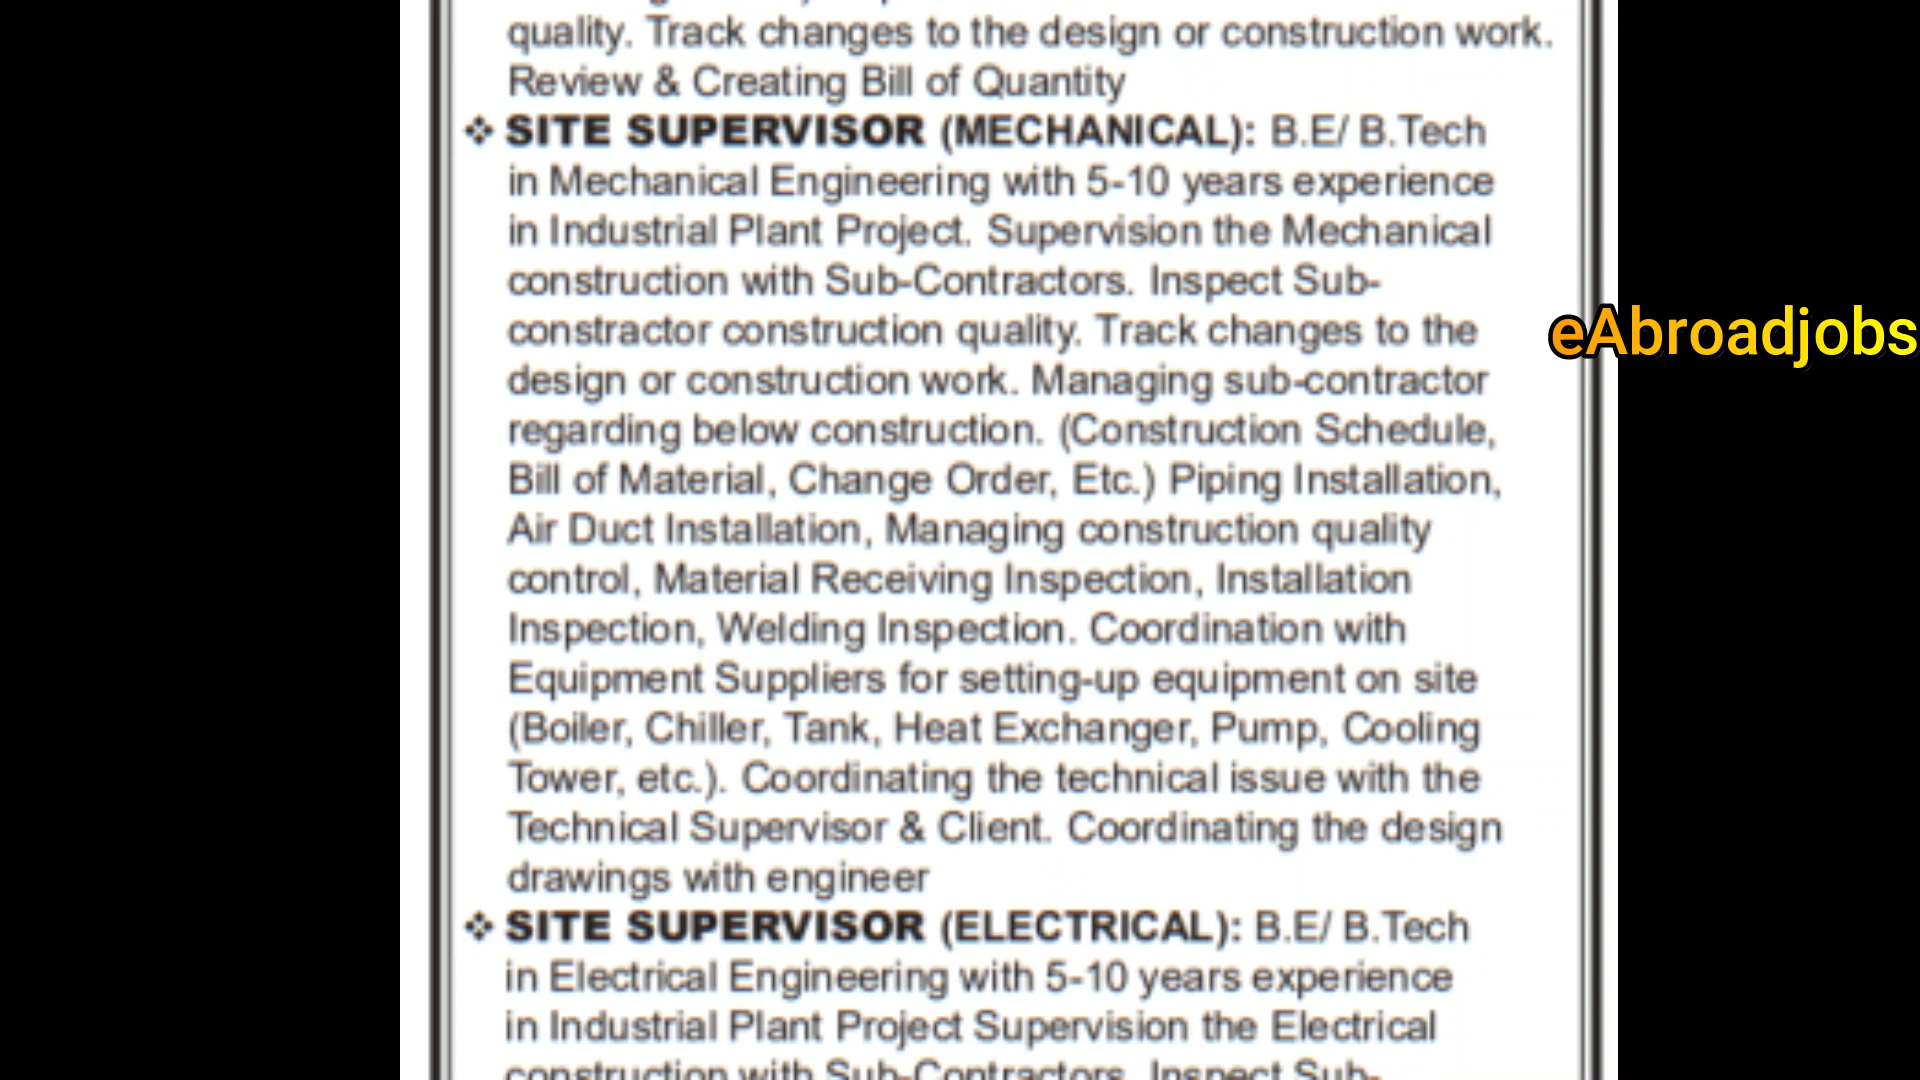 quality. Track changes to the design or construction work.
Review & Creating Bill of Quantity
❖ SITE SUPERVISOR (MECHANICAL): B.E/ B.Tech
in Mechanical Engineering with 5-10 years experience
in Industrial Plant Project. Supervision the Mechanical
construction with Sub-Contractors. Inspect Sub-
constractor construction quality. Track changes to the
design or construction work. Managing sub-contractor
regarding below construction. (Construction Schedule,
Bill of Material, Change Order, Etc.) Piping Installation,
Air Duct Installation, Managing construction quality
control, Material Receiving Inspection, Installation
Inspection, Welding Inspection. Coordination with
Equipment Suppliers for setting-up equipment on site
(Boiler, Chiller, Tank, Heat Exchanger, Pump, Cooling
Tower, etc.). Coordinating the technical issue with the
Technical Supervisor & Client. Coordinating the design
drawings with engineer
❖ SITE SUPERVISOR (ELECTRICAL): B.E/ B.Tech
in Electrical Engineering with 5-10 years experience
in Industrial Plant Project Supervision the Electrical
construction with Sub-Contractors. Inspect Sub-
eAbroadjobs